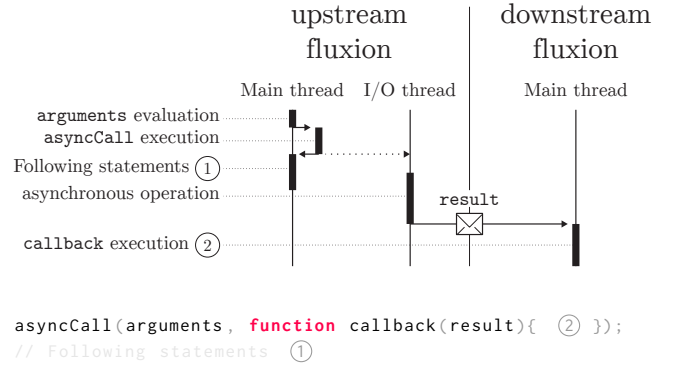 upstream fluxion
downstream fluxion
Main thread
I/O thread
Main thread
arguments evaluation
asyncCall execution
Following statements 1
asynchronous operation
result
callback execution 2
asyncCall(arguments, function callback(result){ 2 });
// Following statements 1